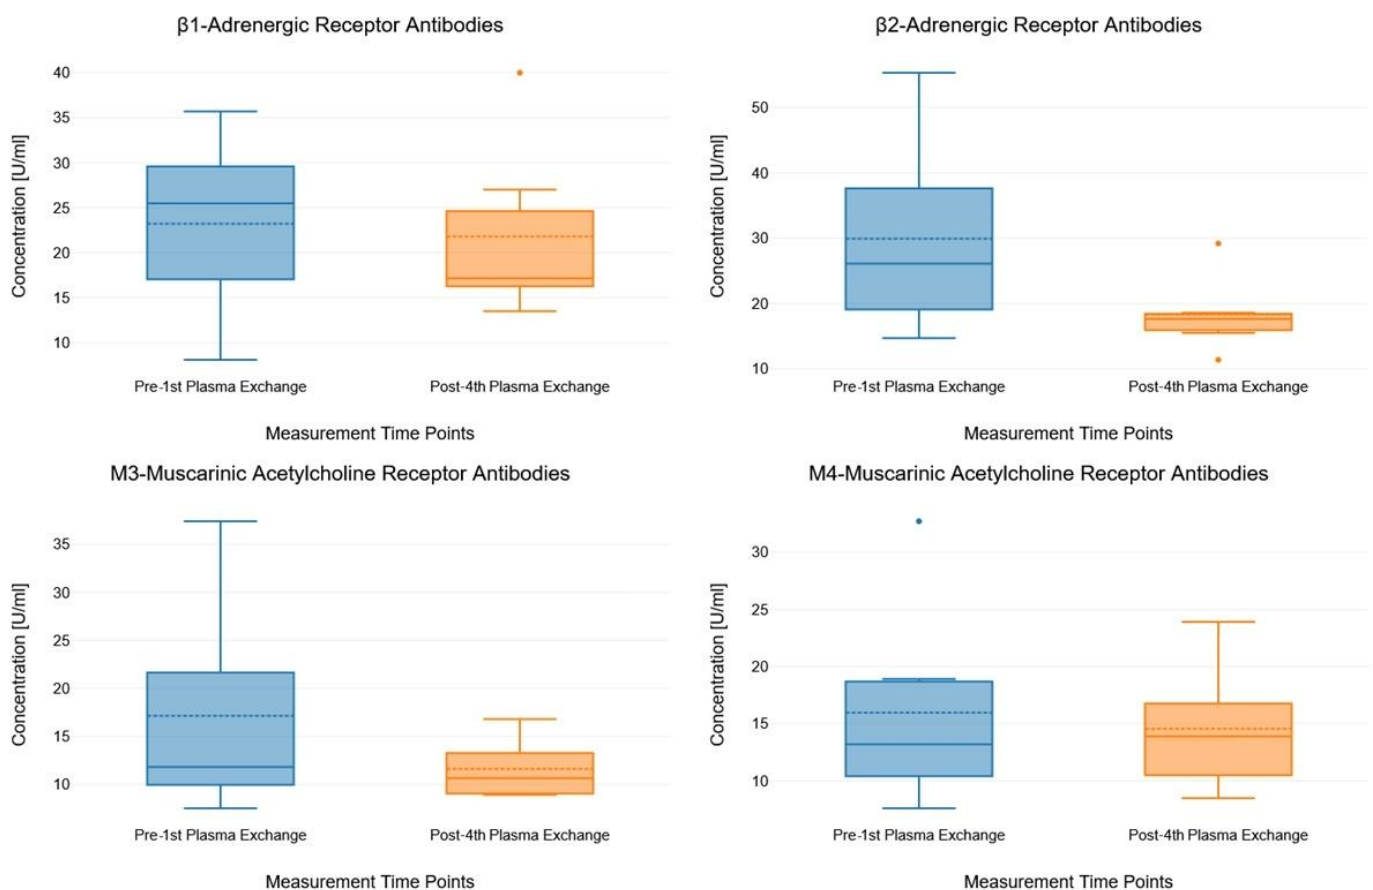 β1-Adrenergic Receptor Antibodies
Concentration [U/ml]
40
35
30
25
20
15
10
Pre-1st Plasma Exchange
Post-4th Plasma Exchange
Measurement Time Points
β2-Adrenergic Receptor Antibodies
Concentration [U/ml]
50
40
30
20
10
Pre-1st Plasma Exchange
Post-4th Plasma Exchange
Measurement Time Points
M3-Muscarinic Acetylcholine Receptor Antibodies
Concentration [U/ml]
35
30
25
20
15
10
Pre-1st Plasma Exchange
Post-4th Plasma Exchange
Measurement Time Points
M4-Muscarinic Acetylcholine Receptor Antibodies
Concentration [U/ml]
30
25
20
15
10
Pre-1st Plasma Exchange
Post-4th Plasma Exchange
Measurement Time Points